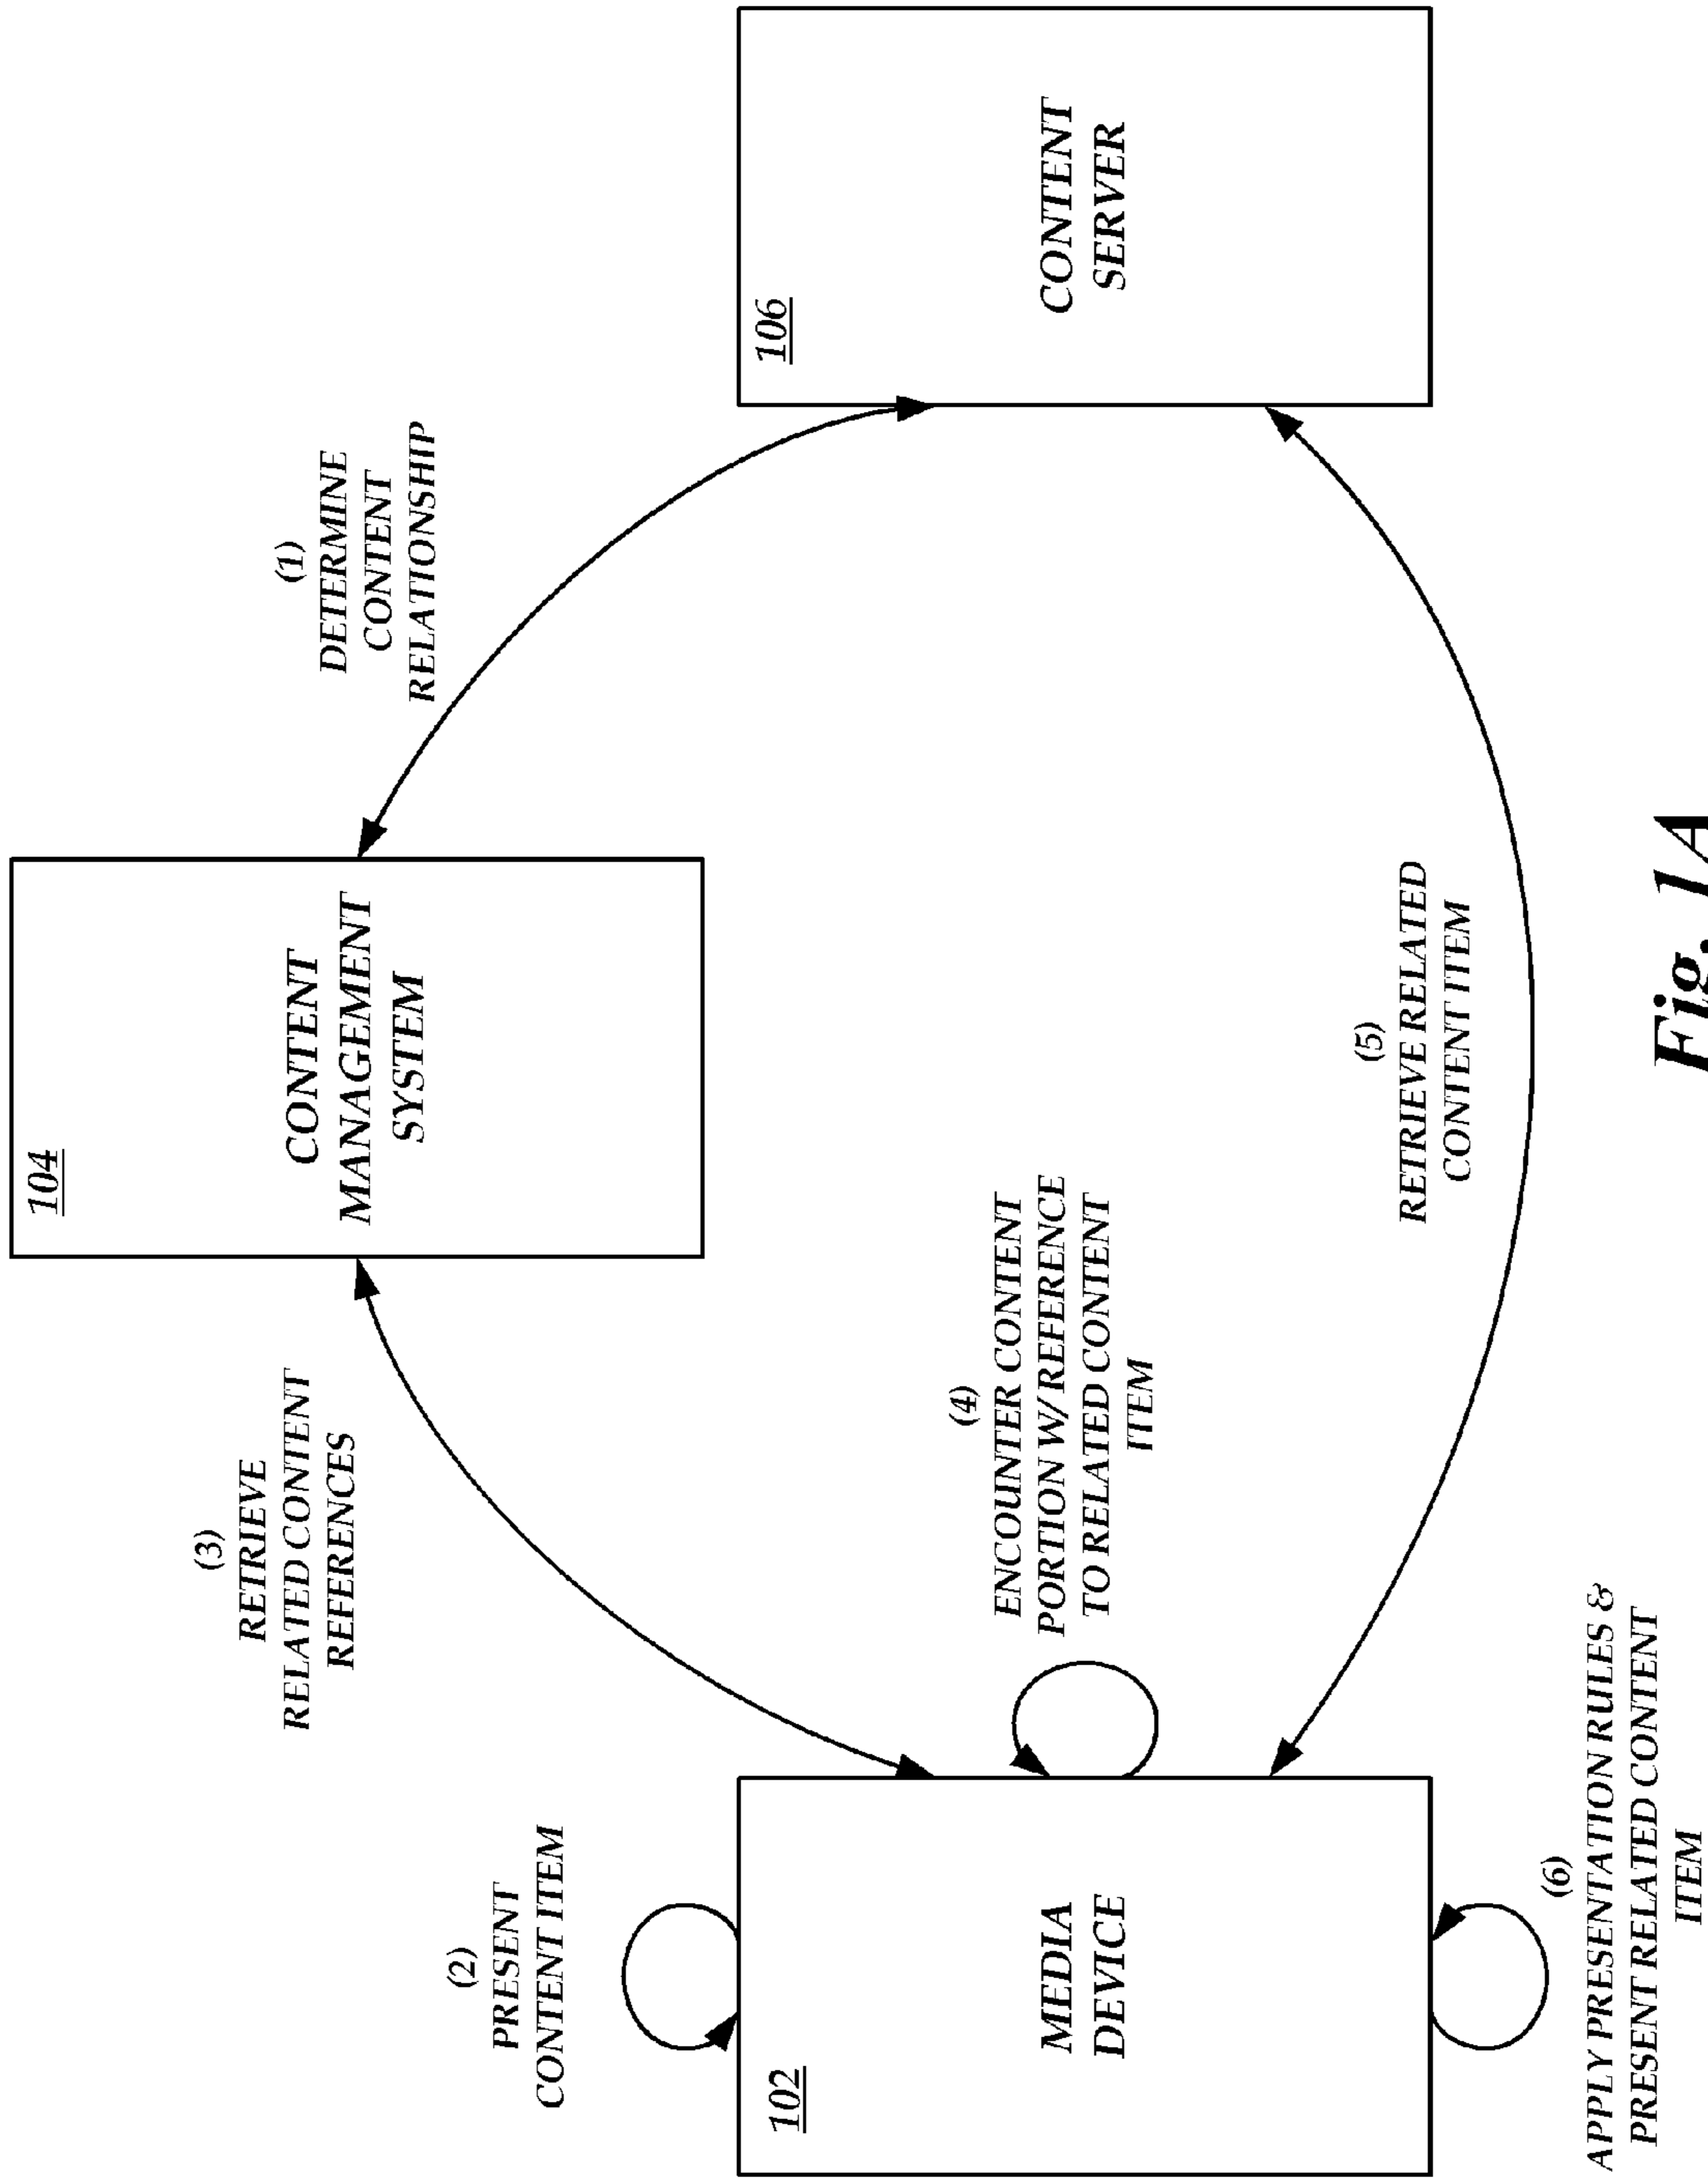 104
CONTENT
MANAGEMENT
SYSTEM
(1)
DETERMINE
CONTENT
RELATIONSHIP
(3)
RETRIEVE
RELATED CONTENT
REFERENCES
(2)
PRESENT
CONTENT ITEM
102
MEDIA
DEVICE
(4)
ENCOUNTER CONTENT
PORTION W/ REFERENCE
TO RELATED CONTENT
ITEM
106
CONTENT
SERVER
(5)
RETRIEVE RELATED
CONTENT ITEM
(6)
APPLY PRESENTATION RULES &
PRESENT RELATED CONTENT
ITEM
Fig. 1A